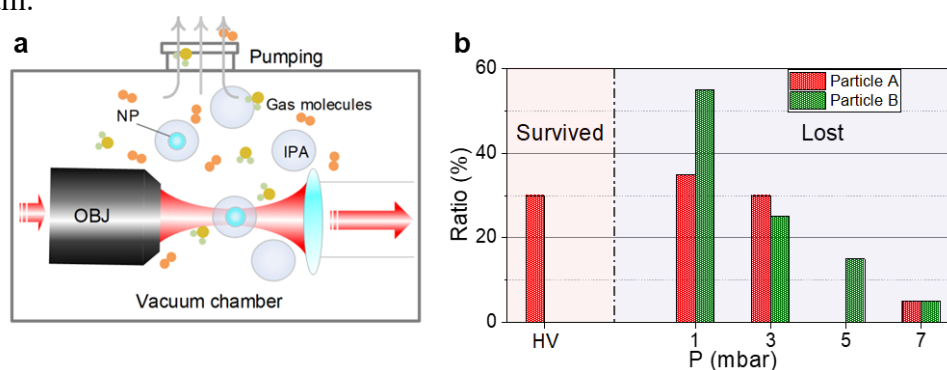 a
Pumping
Gas molecules
NP
IPA
OBJ
Vacuum chamber
b
60
40
20
0
Ratio (%)
Particle A
Particle B
Survived
Lost
HV
1
3
5
7
P (mbar)